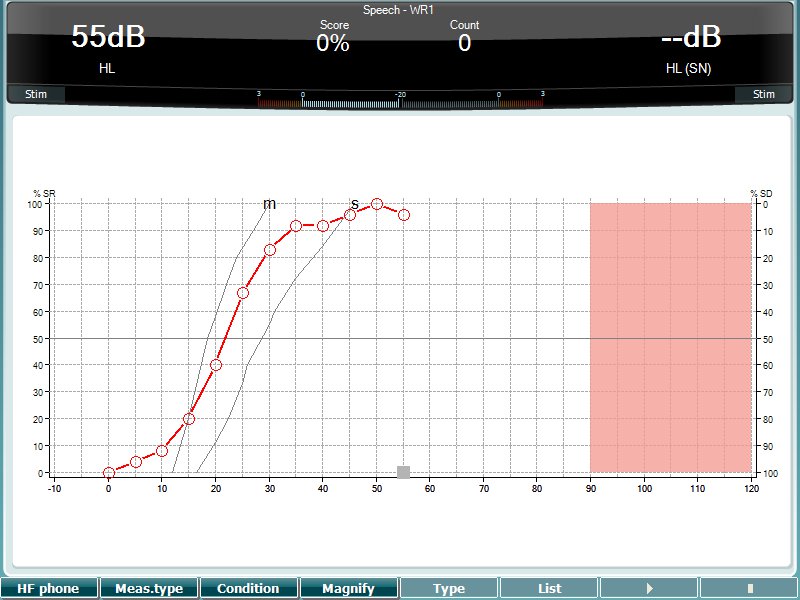 Speech - WR1
55dB
HL
Score
0%
Count
0
--dB
HL (SN)
Stim
3 0 -20 0 3
Stim
% SR
% SD
m
s
100
90
80
70
60
50
40
30
20
10
0
0
10
20
30
40
50
60
70
80
90
100
-10 0 10 20 30 40 50 60 70 80 90 100 110 120
HF phone
Meas.type
Condition
Magnify
Type
List